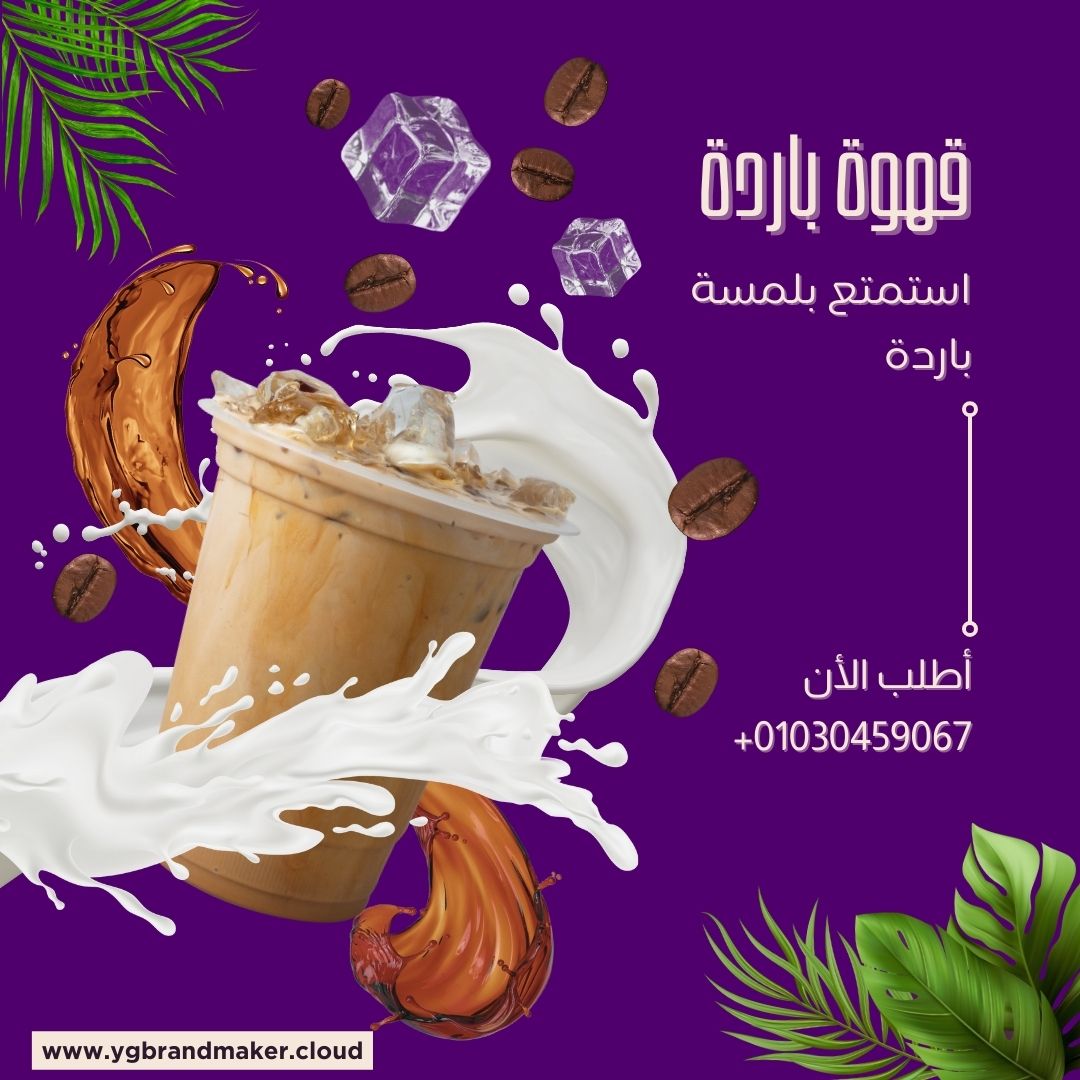 قهوة باردة
استمتع بلمسة
باردة
أطلب الأن
+01030459067
www.ygbrandmaker.cloud